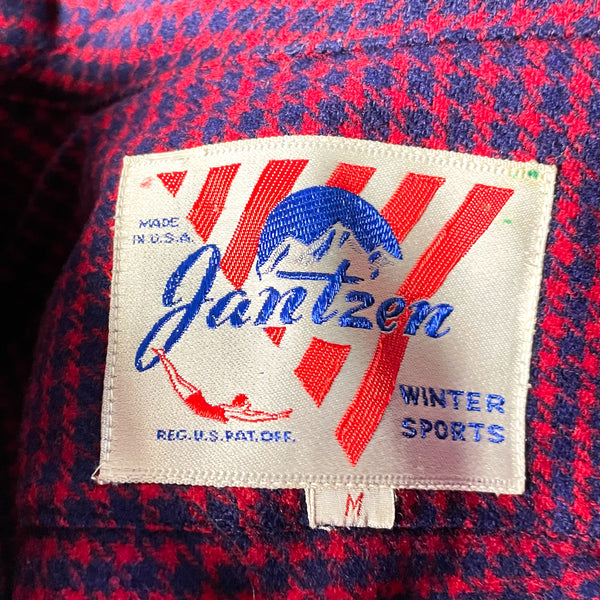 MADE
IN U.S.A.
Jantzen
WINTER
SPORTS
REG. U.S. PAT. OFF.
M